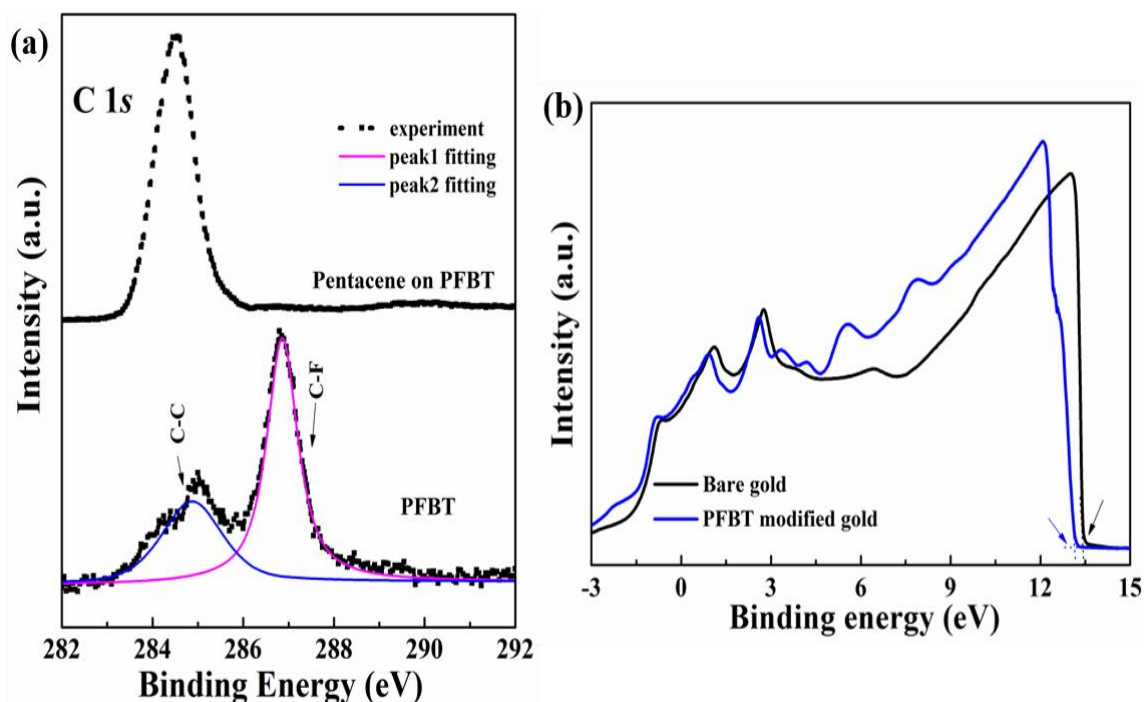 (a)
C 1s
experiment
peak1 fitting
peak2 fitting
Pentacene on PFBT
C-C
C-F
PFBT
Intensity (a.u.)
282 284 286 288 290 292
Binding Energy (eV)
(b)
Intensity (a.u.)
Bare gold
PFBT modified gold
-3 0 3 6 9 12 15
Binding energy (eV)